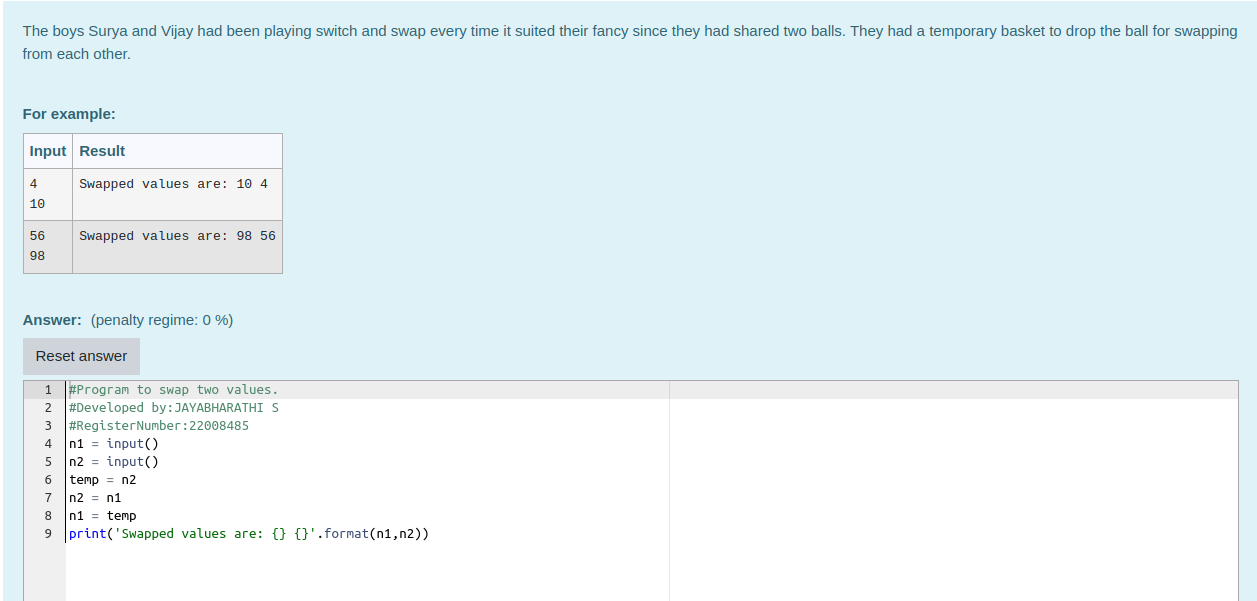 The boys Surya and Vijay had been playing switch and swap every time it suited their fancy since they had shared two balls. They had a temporary basket to drop the ball for swapping
from each other.
For example:
Input Result
4 Swapped values are: 10 4
10
56 Swapped values are: 98 56
98
Answer: (penalty regime: 0 %)
Reset answer
1 #Program to swap two values.
2 #Developed by:JAYABHARATHI S
3 #RegisterNumber:22008485
4 n1 = input()
5 n2 = input()
6 temp = n2
7 n2 = n1
8 n1 = temp
9 print('Swapped values are: {} {}'.format(n1,n2))